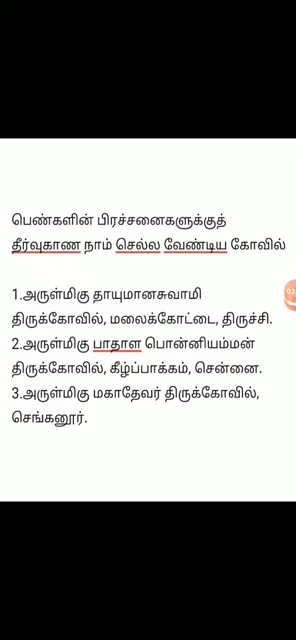 பெண்களின் பிரச்சனைகளுக்குத்
தீர்வுகாண நாம் செல்ல வேண்டிய கோவில்
1.அருள்மிகு தாயுமானசுவாமி
திருக்கோவில், மலைக்கோட்டை, திருச்சி.
2.அருள்மிகு பாதாள பொன்னியம்மன்
திருக்கோவில், கீழ்ப்பாக்கம், சென்னை.
3.அருள்மிகு மகாதேவர் திருக்கோவில்,
செங்கனூர்.